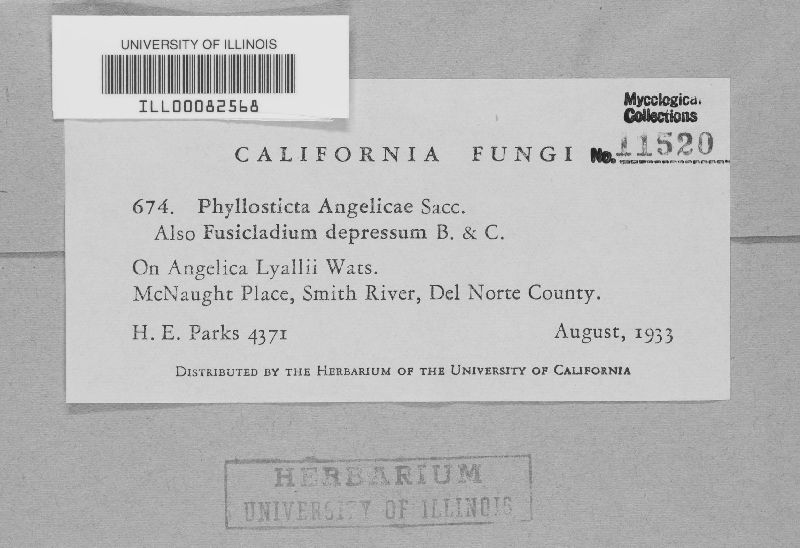 UNIVERSITY OF ILLINOIS
ILL00082568
Mycological
Collections
CALIFORNIA FUNGI No. 11520
674. Phyllosticta Angelicae Sacc.
Also Fusicladium depressum B. & C.
On Angelica Lyallii Wats.
McNaught Place, Smith River, Del Norte County.
H. E. Parks 4371 August, 1933
DISTRIBUTED BY THE HERBARIUM OF THE UNIVERSITY OF CALIFORNIA
HERBARIUM
UNIVERSITY OF ILLINOIS